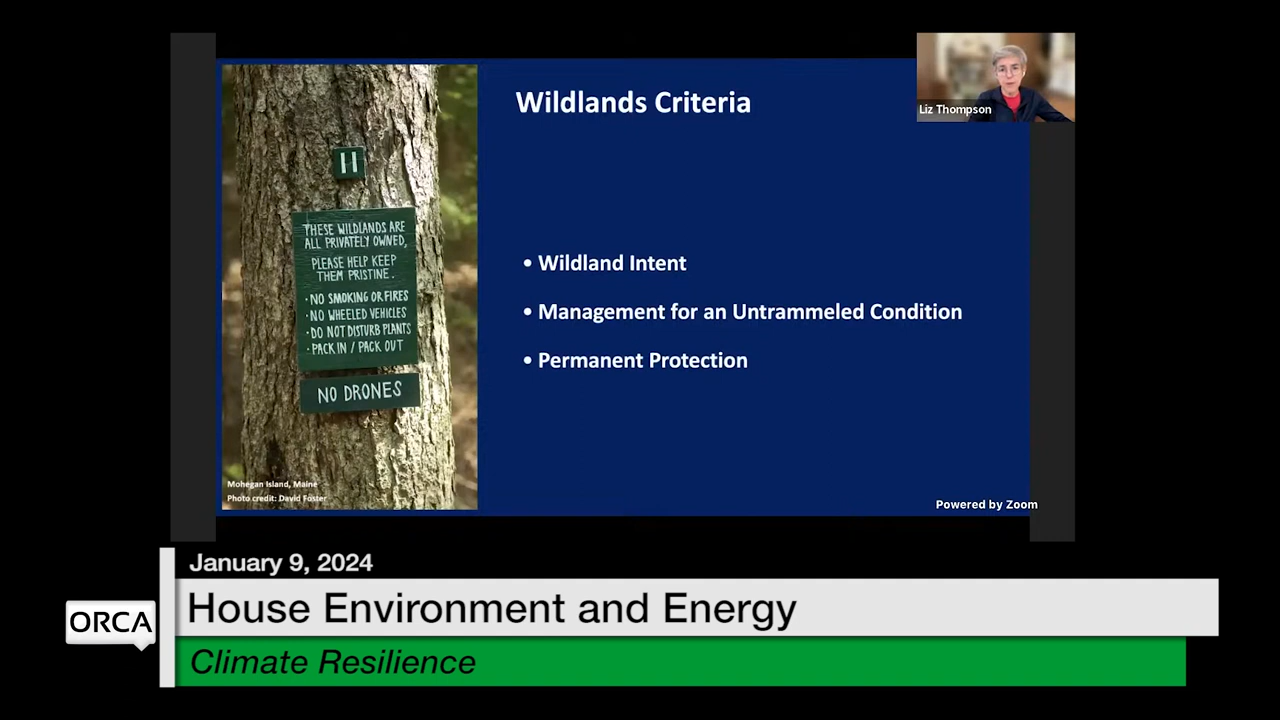 Wildlands Criteria
Liz Thompson
11
THESE WILDLANDS ARE
ALL PRIVATELY OWNED,
PLEASE HELP KEEP
THEM PRISTINE.
· NO SMOKING OR FIRES
· NO WHEELED VEHICLES
· DO NOT DISTURB PLANTS
· PACK IN / PACK OUT
NO DRONES
Mohegan Island, Maine
Photo credit: David Foster
• Wildland Intent
• Management for an Untrammeled Condition
• Permanent Protection
Powered by Zoom
January 9, 2024
ORCA
House Environment and Energy
Climate Resilience